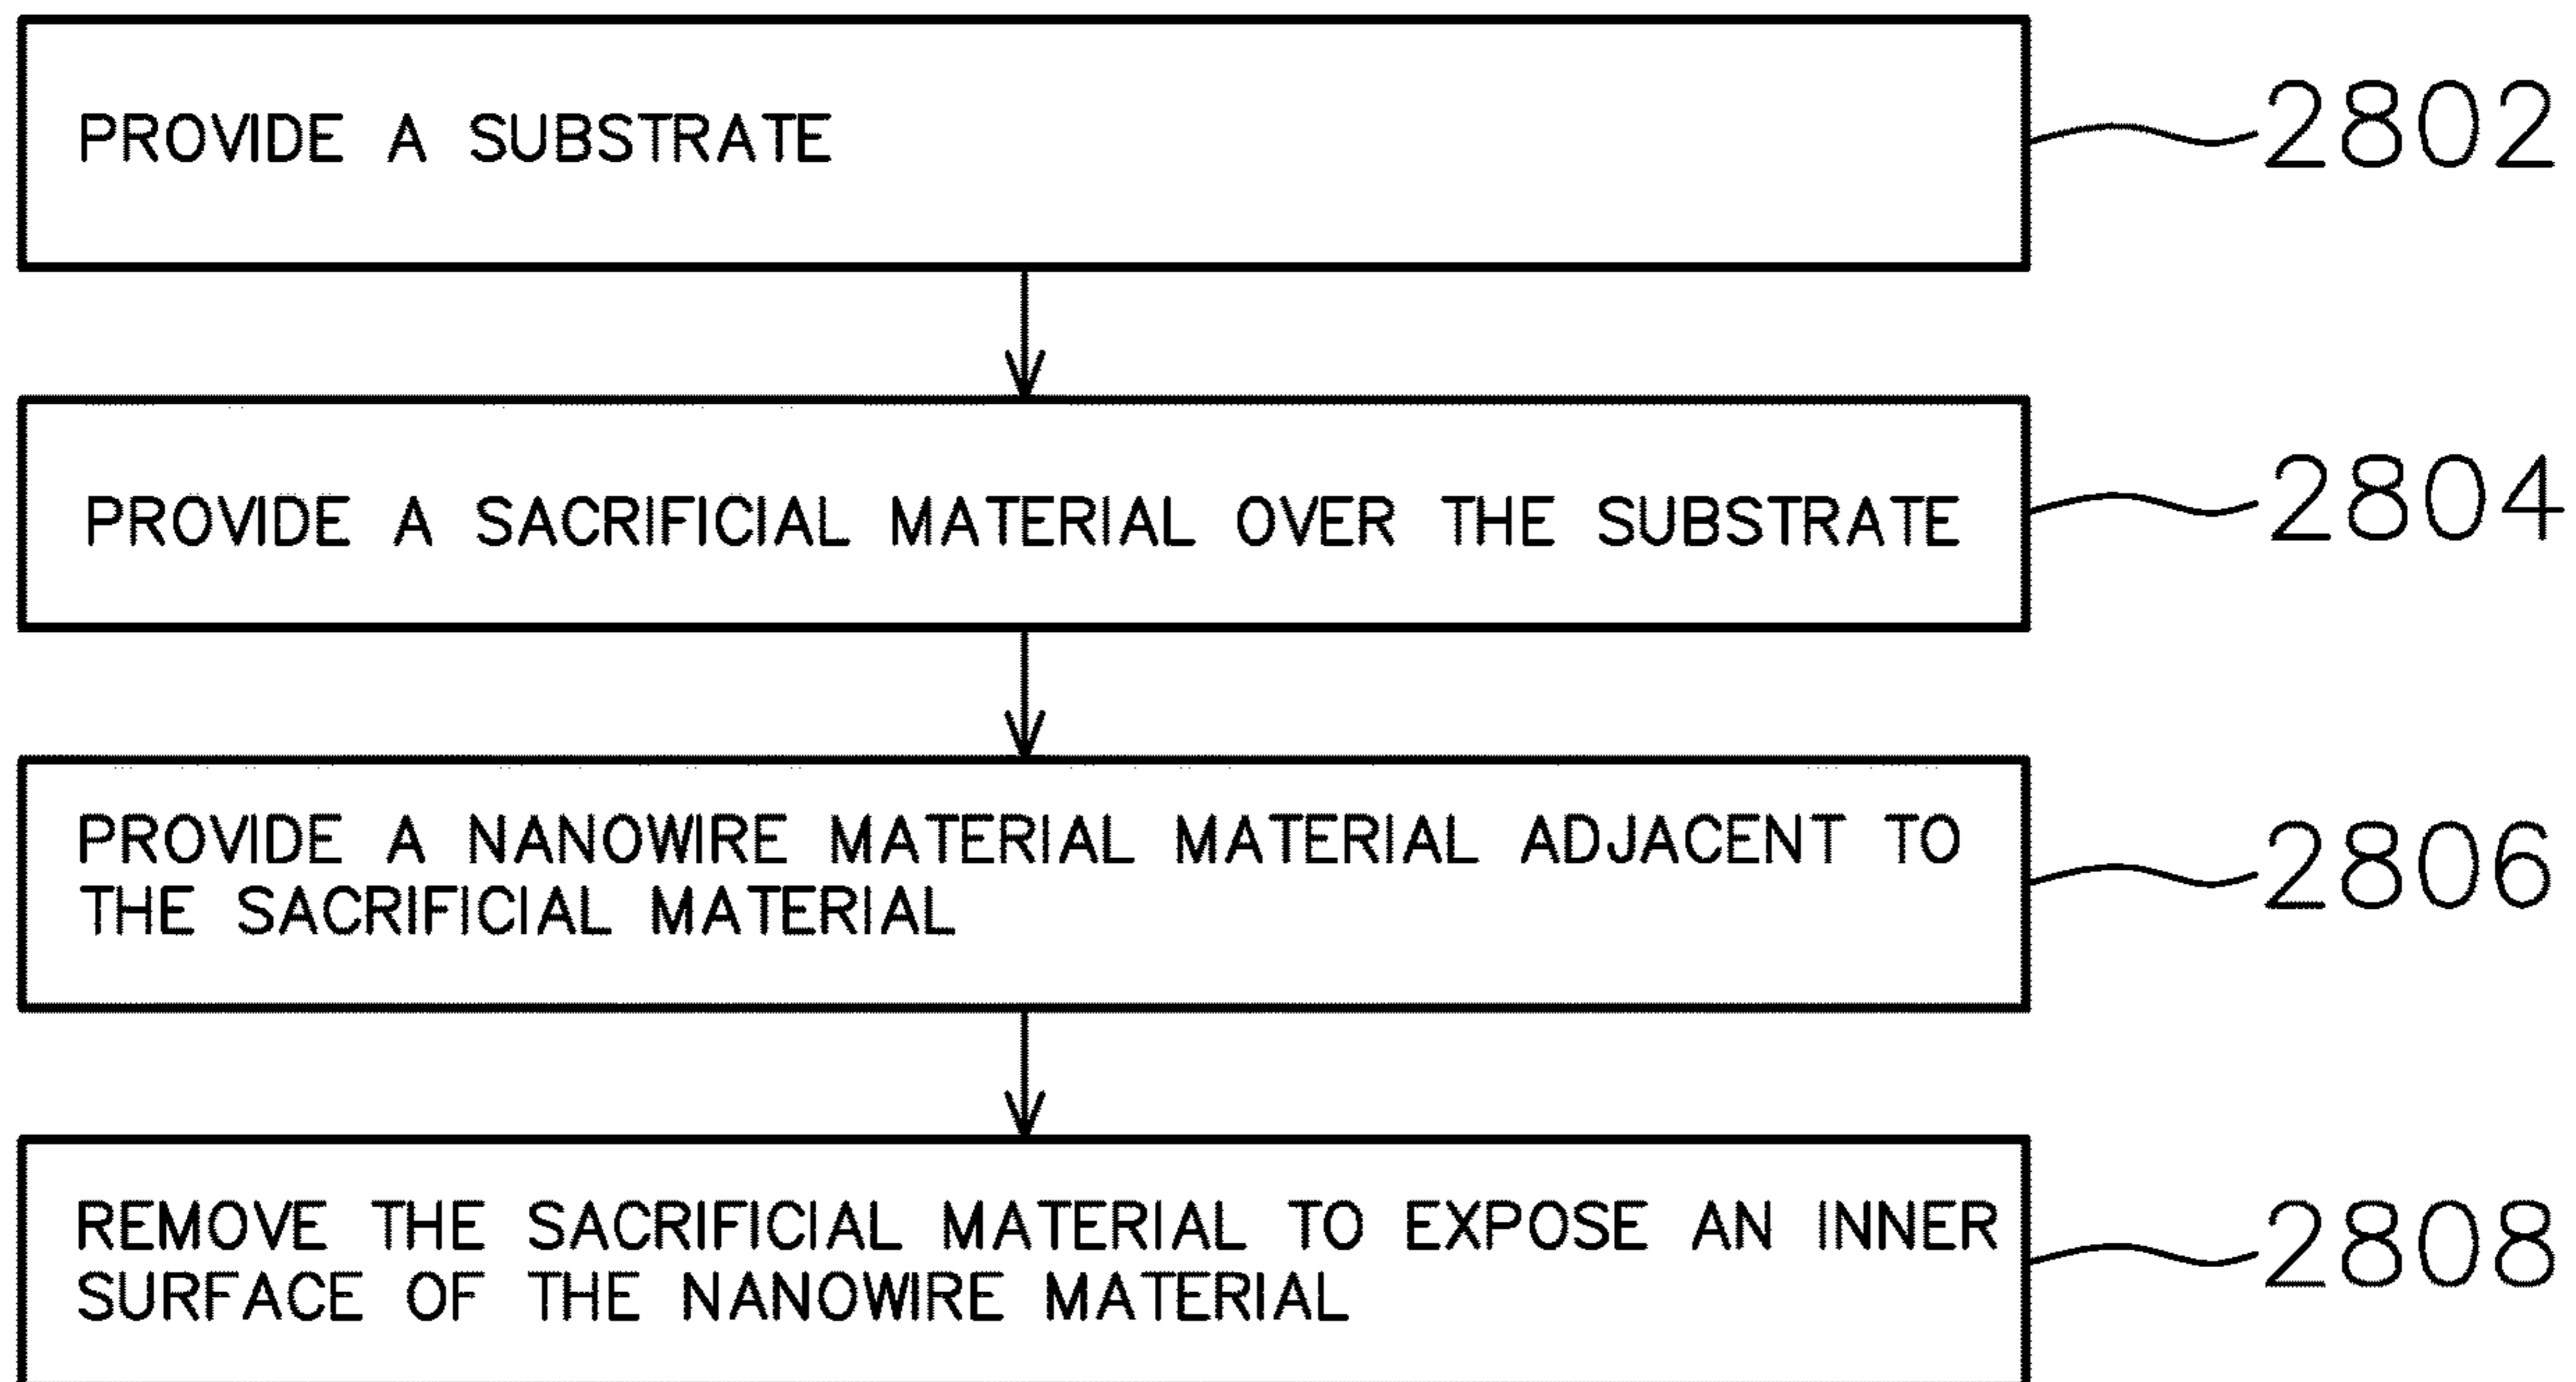 PROVIDE A SUBSTRATE
2802
PROVIDE A SACRIFICIAL MATERIAL OVER THE SUBSTRATE
2804
PROVIDE A NANOWIRE MATERIAL MATERIAL ADJACENT TO
THE SACRIFICIAL MATERIAL
2806
REMOVE THE SACRIFICIAL MATERIAL TO EXPOSE AN INNER
SURFACE OF THE NANOWIRE MATERIAL
2808